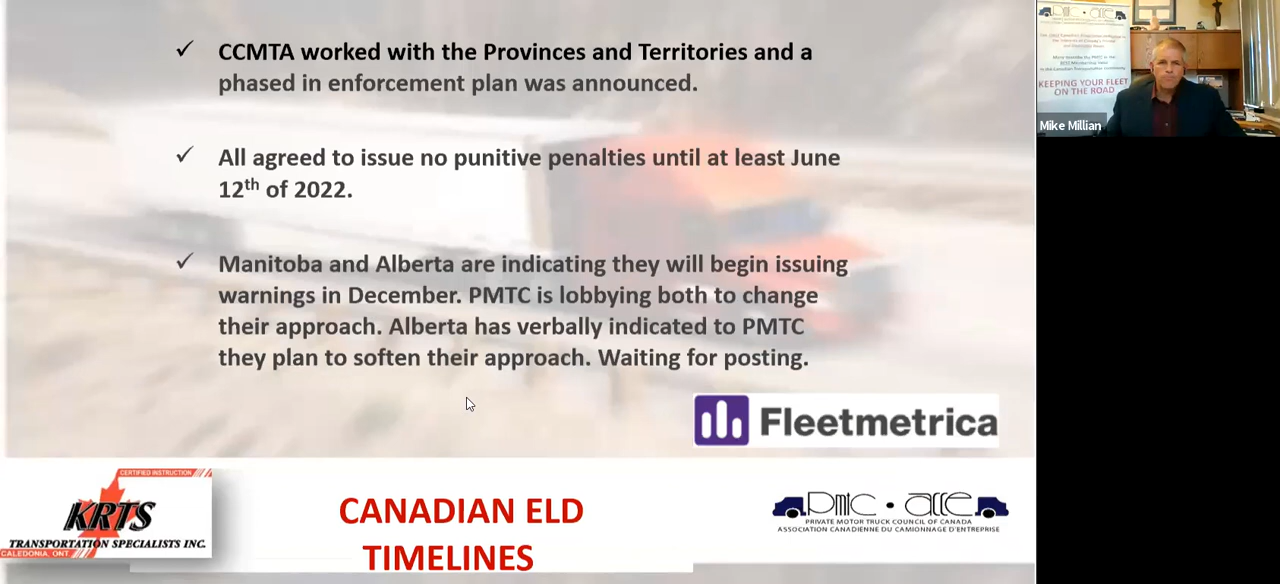 ✓ CCMTA worked with the Provinces and Territories and a
phased in enforcement plan was announced.
✓ All agreed to issue no punitive penalties until at least June
12th of 2022.
✓ Manitoba and Alberta are indicating they will begin issuing
warnings in December. PMTC is lobbying both to change
their approach. Alberta has verbally indicated to PMTC
they plan to soften their approach. Waiting for posting.
Fleetmetrica
CERTIFIED INSTRUCTION
KRTS
TRANSPORTATION SPECIALISTS INC.
CALEDONIA, ONT
CANADIAN ELD
TIMELINES
pmtc • acce
PRIVATE MOTOR TRUCK COUNCIL OF CANADA
ASSOCIATION CANADIENNE DU CAMIONNAGE D'ENTREPRISE
pmtc • acce
KEEPING YOUR FLEET
ON THE ROAD
Mike Millian